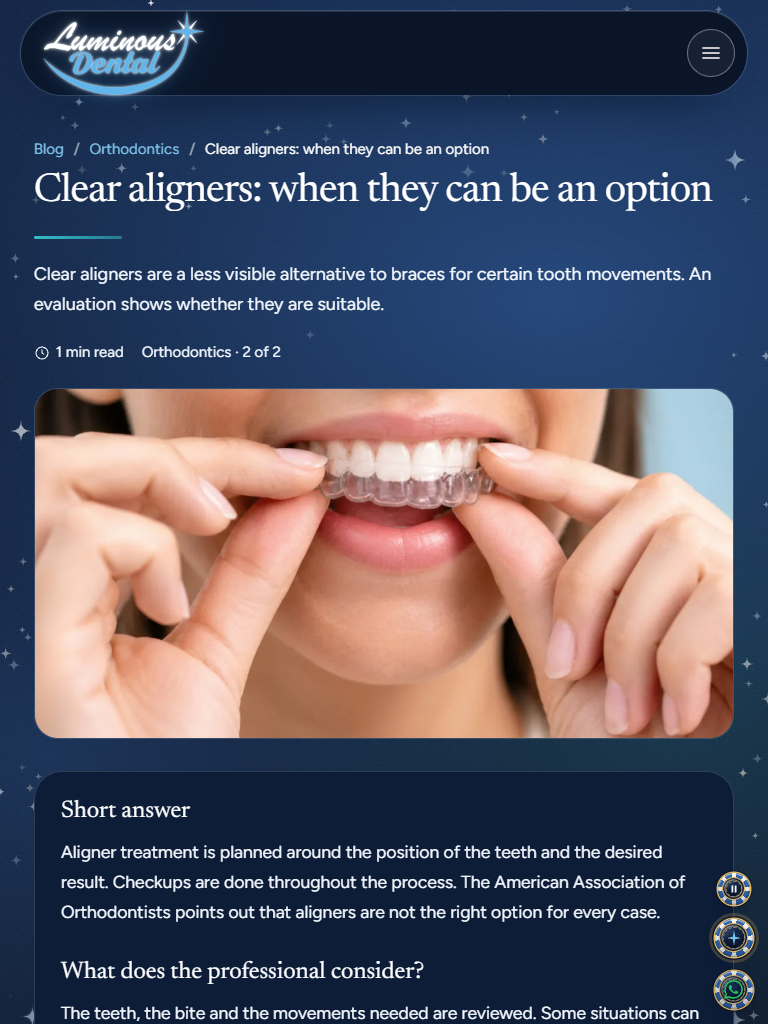 Luminous
Dental
Blog / Orthodontics / Clear aligners: when they can be an option
Clear aligners: when they can be an option
Clear aligners are a less visible alternative to braces for certain tooth movements. An
evaluation shows whether they are suitable.
1 min read Orthodontics · 2 of 2
Short answer
Aligner treatment is planned around the position of the teeth and the desired
result. Checkups are done throughout the process. The American Association of
Orthodontists points out that aligners are not the right option for every case.
What does the professional consider?
The teeth, the bite and the movements needed are reviewed. Some situations can